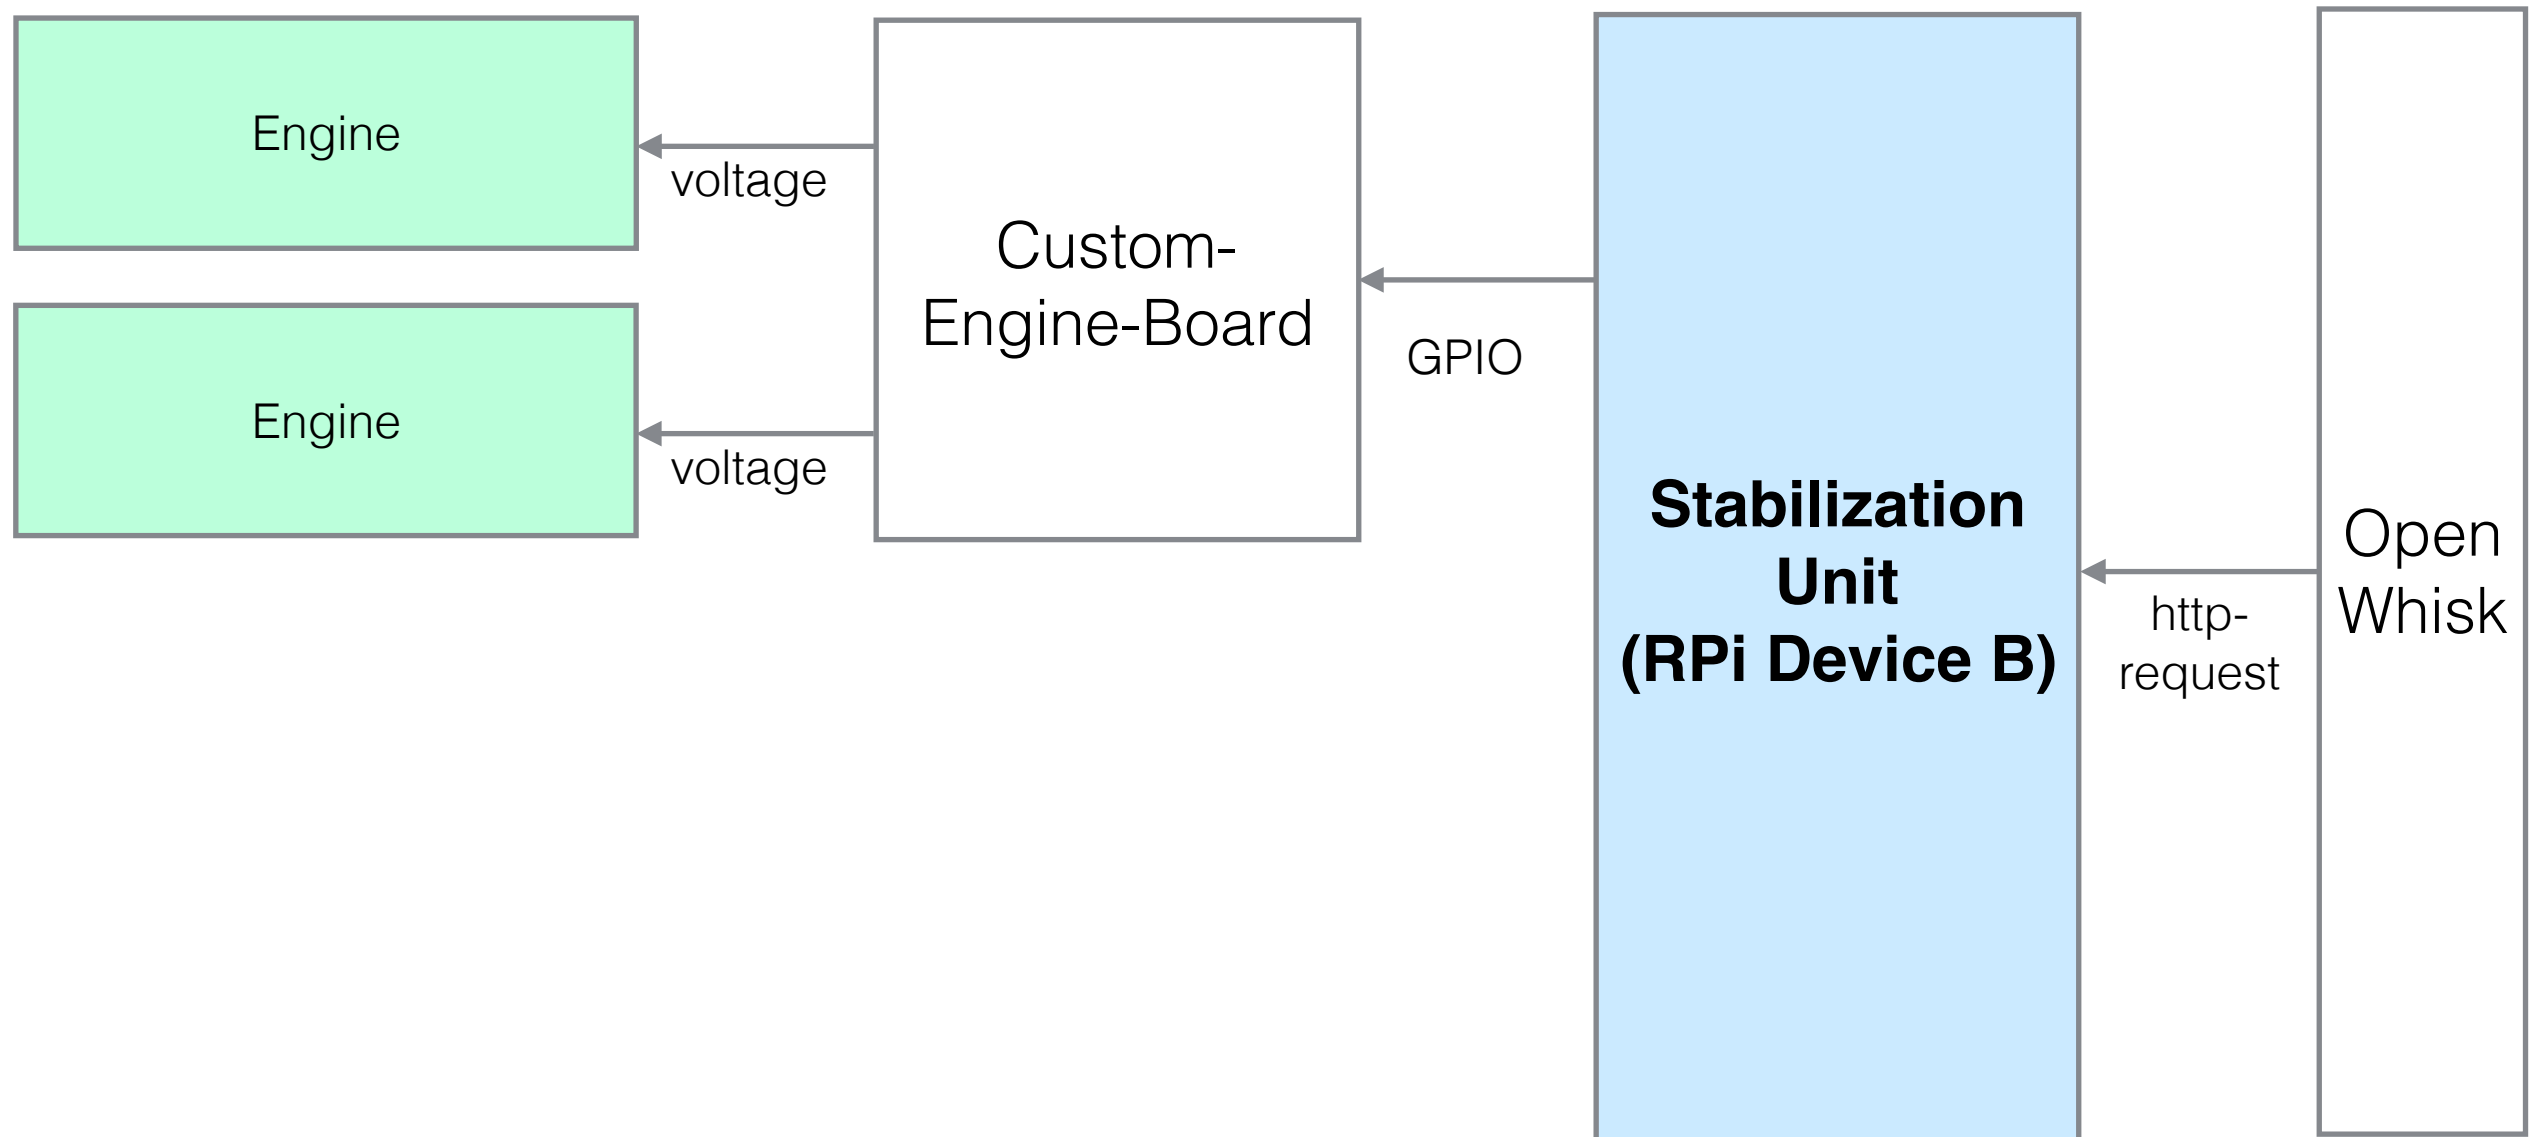 Engine
voltage
Engine
voltage
Custom-
Engine-Board
GPIO
Stabilization
Unit
(RPi Device B)
http-
request
Open
Whisk